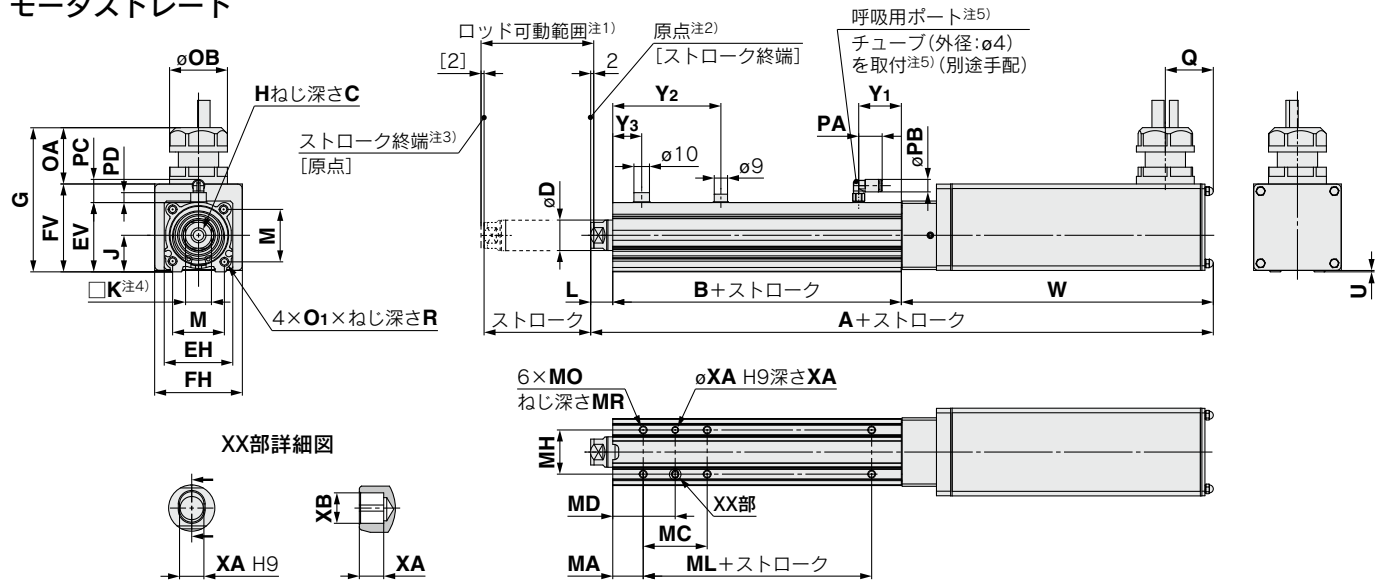 モータストレート
øOB
Hねじ深さC
OA
PC
PD
G
FV
EV
J
M
□K注4)
M
EH
FH
4×O1×ねじ深さR
ロッド可動範囲注1)
原点注2)
[ストローク終端]
[2]
2
ストローク終端注3)
[原点]
呼吸用ポート注5)
チューブ(外径:ø4)
を取付注5)(別途手配)
Q
Y2
Y1
Y3
PA
øPB
ø10
ø9
øD
L
B+ストローク
W
ストローク
A+ストローク
U
6×MO
ねじ深さMR
øXA H9深さXA
MH
MD
XX部
MC
MA
ML+ストローク
XX部詳細図
XB
XA H9
XA